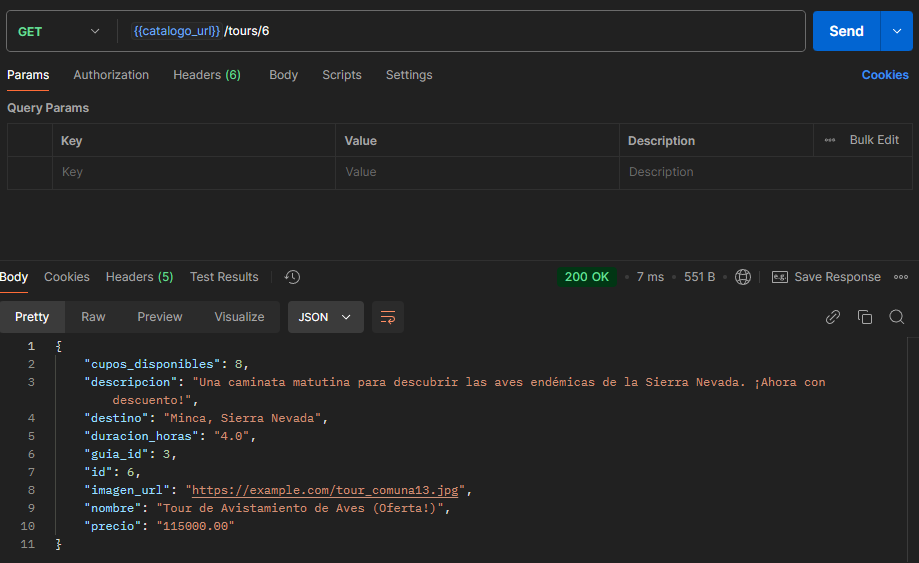 GET {{catalogo_url}} /tours/6 Send
Params Authorization Headers (6) Body Scripts Settings Cookies
Query Params
Key Value Description Bulk Edit
Key Value Description
Body Cookies Headers (5) Test Results 200 OK • 7 ms • 551 B • e.g. Save Response
Pretty Raw Preview Visualize JSON
1 {
2 "cupos_disponibles": 8,
3 "descripcion": "Una caminata matutina para descubrir las aves endémicas de la Sierra Nevada. ¡Ahora con
descuento!",
4 "destino": "Minca, Sierra Nevada",
5 "duracion_horas": "4.0",
6 "guia_id": 3,
7 "id": 6,
8 "imagen_url": "https://example.com/tour_comuna13.jpg",
9 "nombre": "Tour de Avistamiento de Aves (Oferta!)",
10 "precio": "115000.00"
11 }